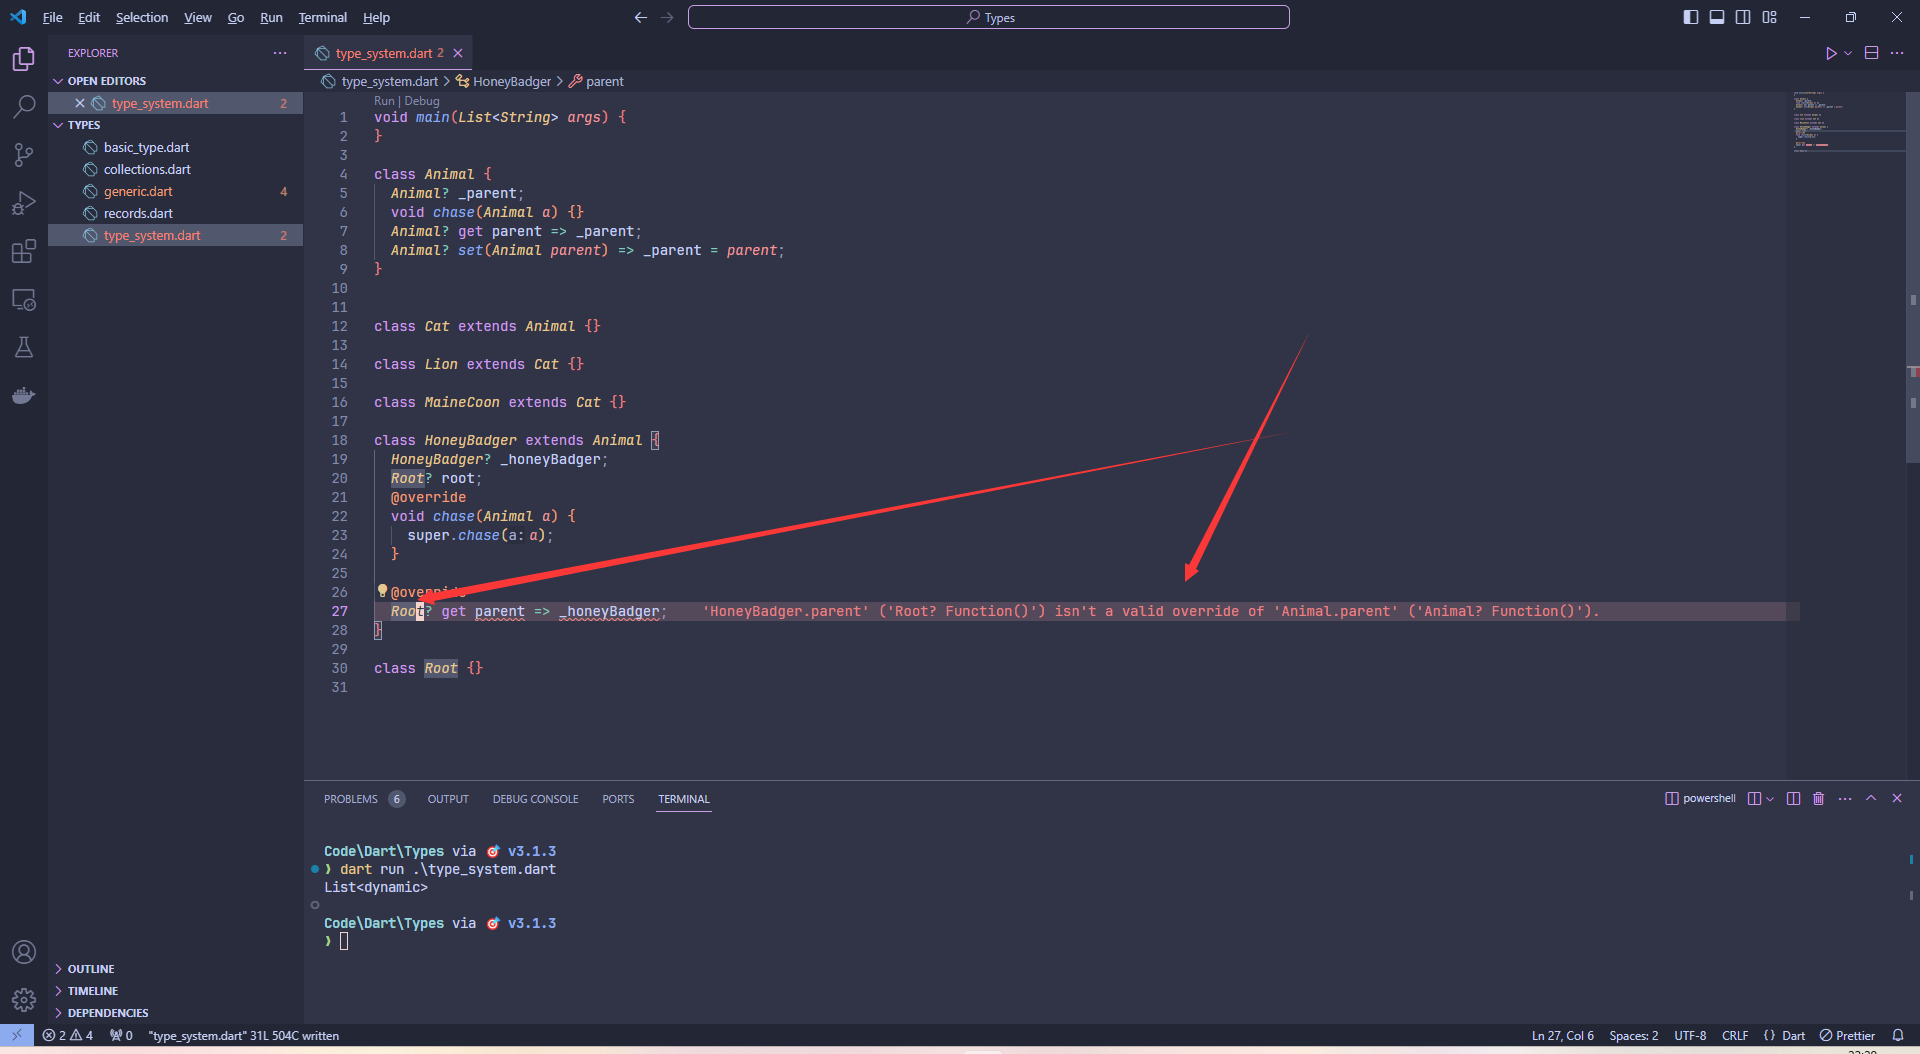 File Edit Selection View Go Run Terminal Help
Types
EXPLORER
OPEN EDITORS
type_system.dart 2
TYPES
basic_type.dart
collections.dart
generic.dart 4
records.dart
type_system.dart 2
OUTLINE
TIMELINE
DEPENDENCIES
type_system.dart 2
type_system.dart > HoneyBadger > parent
Run | Debug
1 void main(List<String> args) {
2 }
3
4 class Animal {
5 Animal? _parent;
6 void chase(Animal a) {}
7 Animal? get parent => _parent;
8 Animal? set(Animal parent) => _parent = parent;
9 }
10
11
12 class Cat extends Animal {}
13
14 class Lion extends Cat {}
15
16 class MaineCoon extends Cat {}
17
18 class HoneyBadger extends Animal {
19 HoneyBadger? _honeyBadger;
20 Root? root;
21 @override
22 void chase(Animal a) {
23 super.chase(a: a);
24 }
25
26 @override
27 Root? get parent => _honeyBadger; 'HoneyBadger.parent' ('Root? Function()') isn't a valid override of 'Animal.parent' ('Animal? Function()').
28 }
29
30 class Root {}
31
PROBLEMS 6 OUTPUT DEBUG CONSOLE PORTS TERMINAL
powershell
Code\Dart\Types via 🎯 v3.1.3
❯ dart run .\type_system.dart
List<dynamic>
Code\Dart\Types via 🎯 v3.1.3
❯
2 4 0 "type_system.dart" 31L 504C written
Ln 27, Col 6 Spaces: 2 UTF-8 CRLF {} Dart Prettier